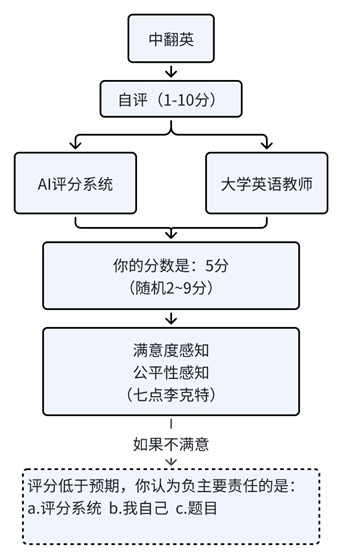 中翻英
自评（1-10分）
AI评分系统
大学英语教师
你的分数是：5分
（随机2~9分）
满意度感知
公平性感知
（七点李克特）
如果不满意
评分低于预期，你认为负主要责任的是：
a.评分系统  b.我自己  c.题目